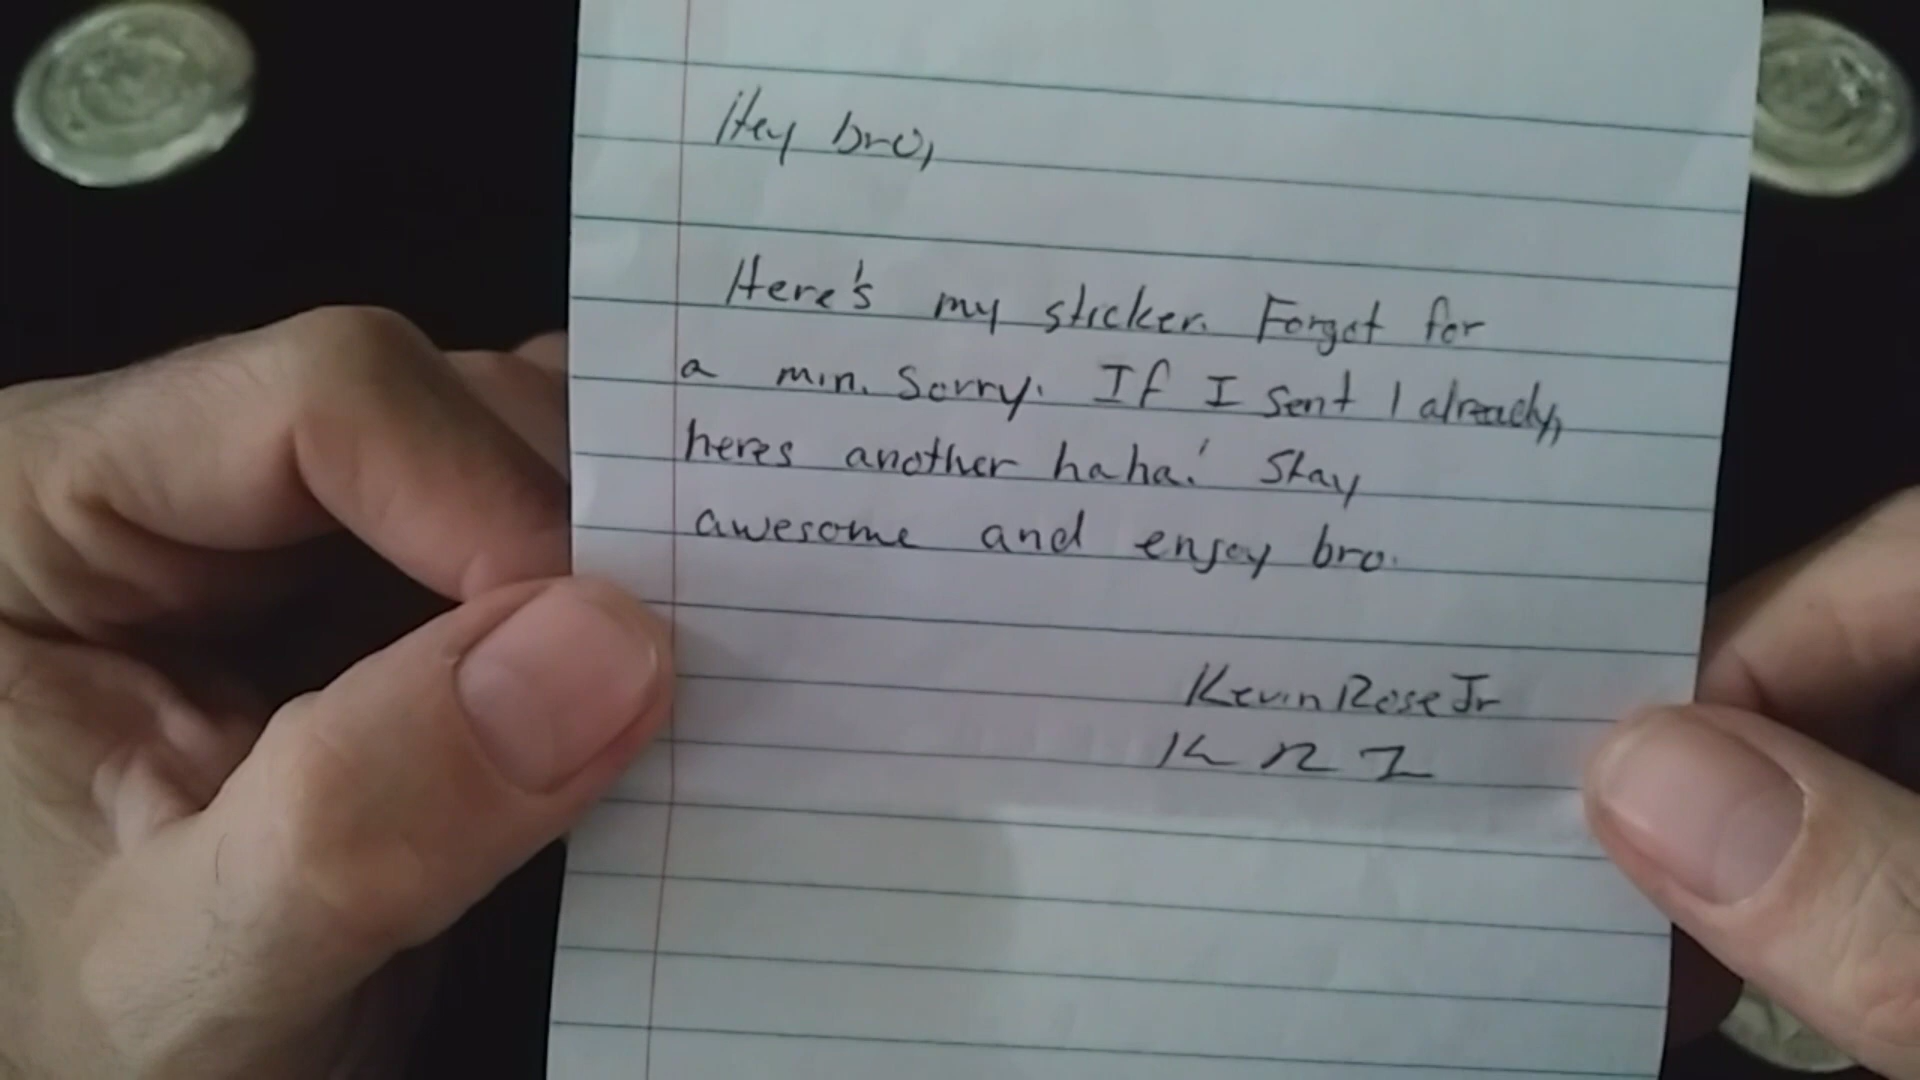 Hey bro,
Here's my sticker. Forgot for
a min. Sorry. If I sent 1 already,
heres another haha! Stay
awesome and enjoy bro.
Kevin Rose Jr
K R J